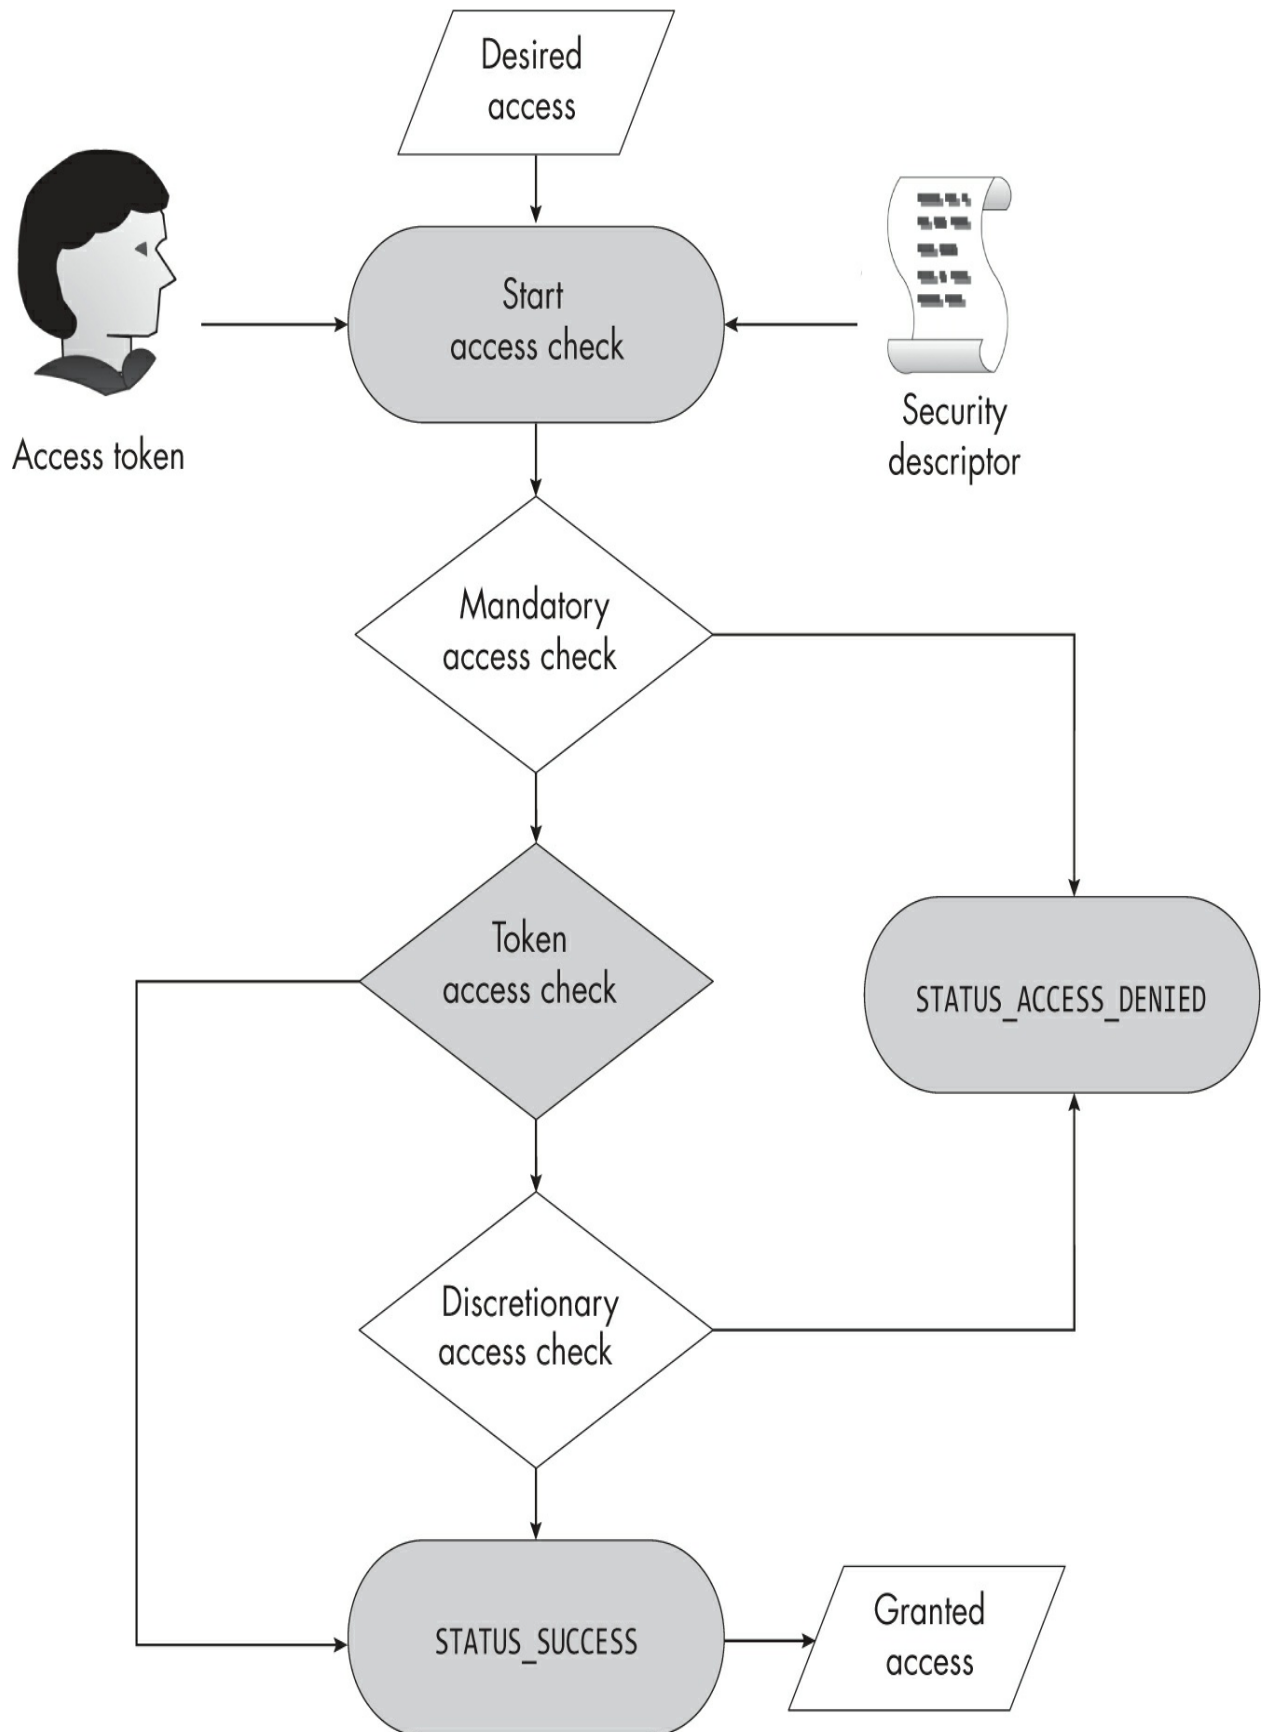 Desired
access
Start
access check
Access token
Security
descriptor
Mandatory
access check
Token
access check
STATUS_ACCESS_DENIED
Discretionary
access check
STATUS_SUCCESS
Granted
access